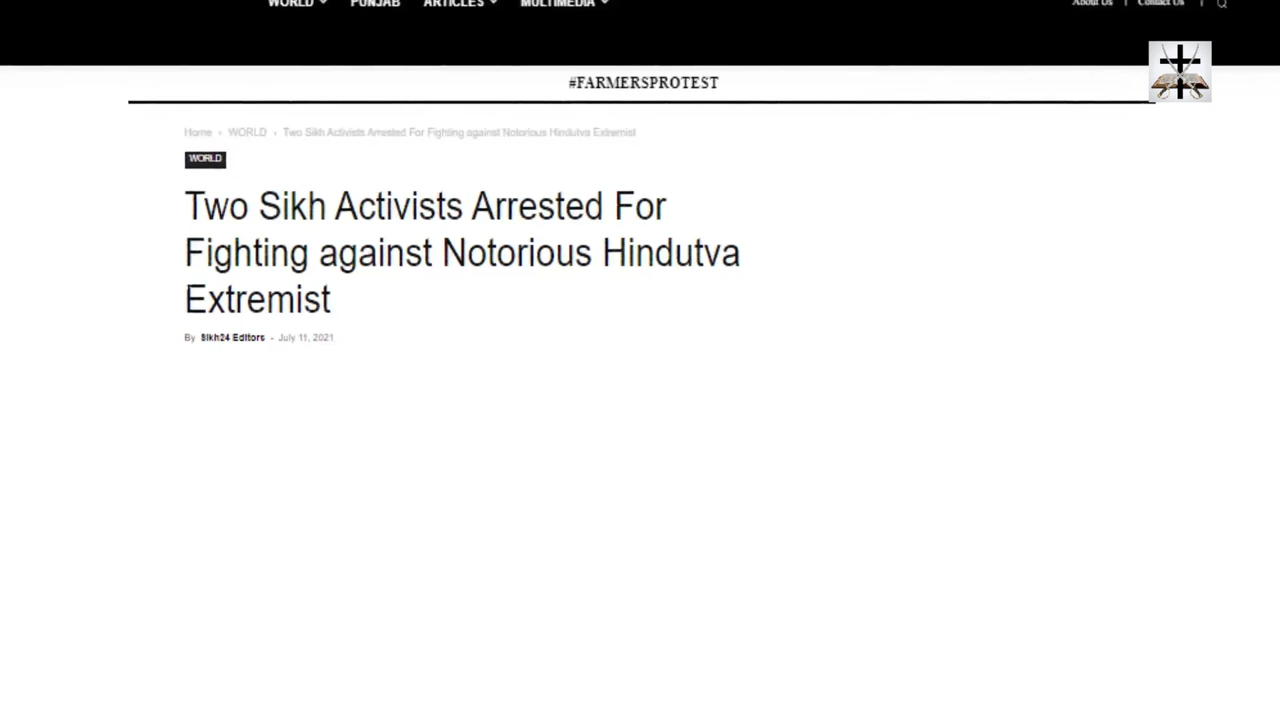 WORLD PUNJAB ARTICLES MULTIMEDIA About Us | Contact Us |
#FARMERSPROTEST
Home › WORLD › Two Sikh Activists Arrested For Fighting against Notorious Hindutva Extremist
WORLD
Two Sikh Activists Arrested For
Fighting against Notorious Hindutva
Extremist
By Sikh24 Editors - July 11, 2021